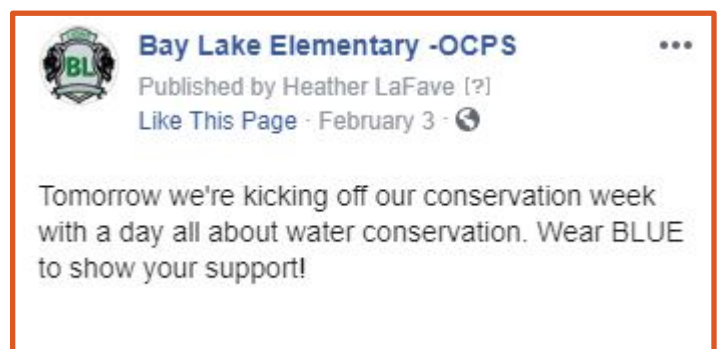 BL
Bay Lake Elementary -OCPS
Published by Heather LaFave [?]
Like This Page · February 3 ·
Tomorrow we're kicking off our conservation week
with a day all about water conservation. Wear BLUE
to show your support!